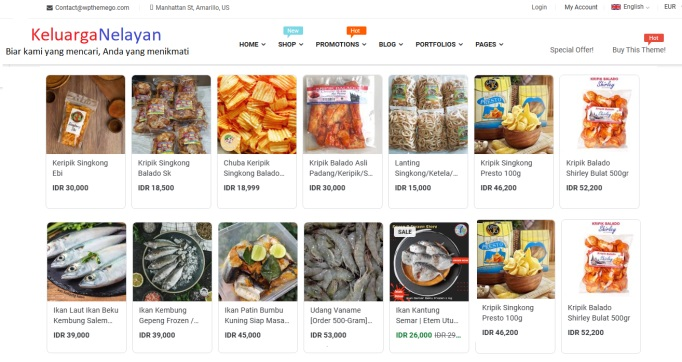 Contact@wpthemego.com
Manhattan St, Amarillo, US
Login
My Account
English
EUR
KeluargaNelayan
Biar kami yang mencari, Anda yang menikmati
New
Hot
HOME
SHOP
PROMOTIONS
BLOG
PORTFOLIOS
PAGES
Special Offer!
Hot
Buy This Theme!
KRIPIK BALADO
Shirley
Keripik Singkong
Ebi
IDR 30,000
Kripik Singkong
Balado Sk
IDR 18,500
Chuba Keripik
Singkong Balado...
IDR 18,999
Kripik Balado Asli
Padang/Keripik/S...
IDR 30,000
Lanting
Singkong/Ketela/...
IDR 15,000
Kripik Singkong
Presto 100g
IDR 46,200
Kripik Balado
Shirley Bulat 500gr
IDR 52,200
SALE
KRIPIK BALADO
Shirley
Ikan Laut Ikan Beku
Kembung Salem...
IDR 39,000
Ikan Kembung
Gepeng Frozen /...
IDR 39,000
Ikan Patin Bumbu
Kuning Siap Masa...
IDR 45,000
Udang Vaname
[Order 500-Gram]...
IDR 53,000
Ikan Kantung
Semar | Etem Utu...
IDR 26,000 IDR 29...
Kripik Singkong
Presto 100g
IDR 46,200
Kripik Balado
Shirley Bulat 500gr
IDR 52,200